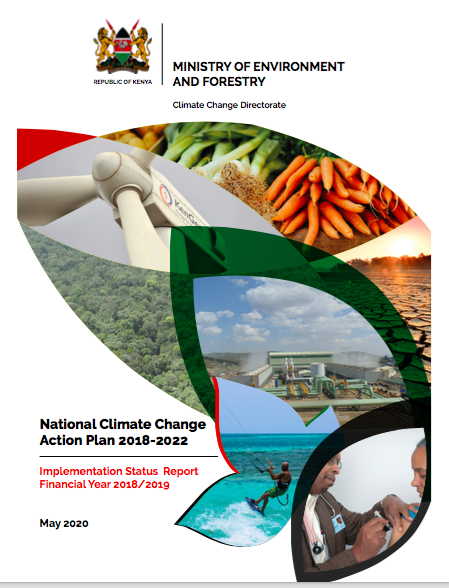 REPUBLIC OF KENYA
MINISTRY OF ENVIRONMENT
AND FORESTRY
Climate Change Directorate
KenGen
National Climate Change
Action Plan 2018-2022
Implementation Status Report
Financial Year 2018/2019
May 2020